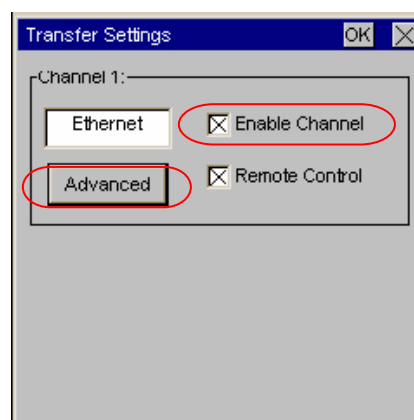 Transfer Settings OK
Channel 1:
Ethernet Enable Channel
Advanced Remote Control